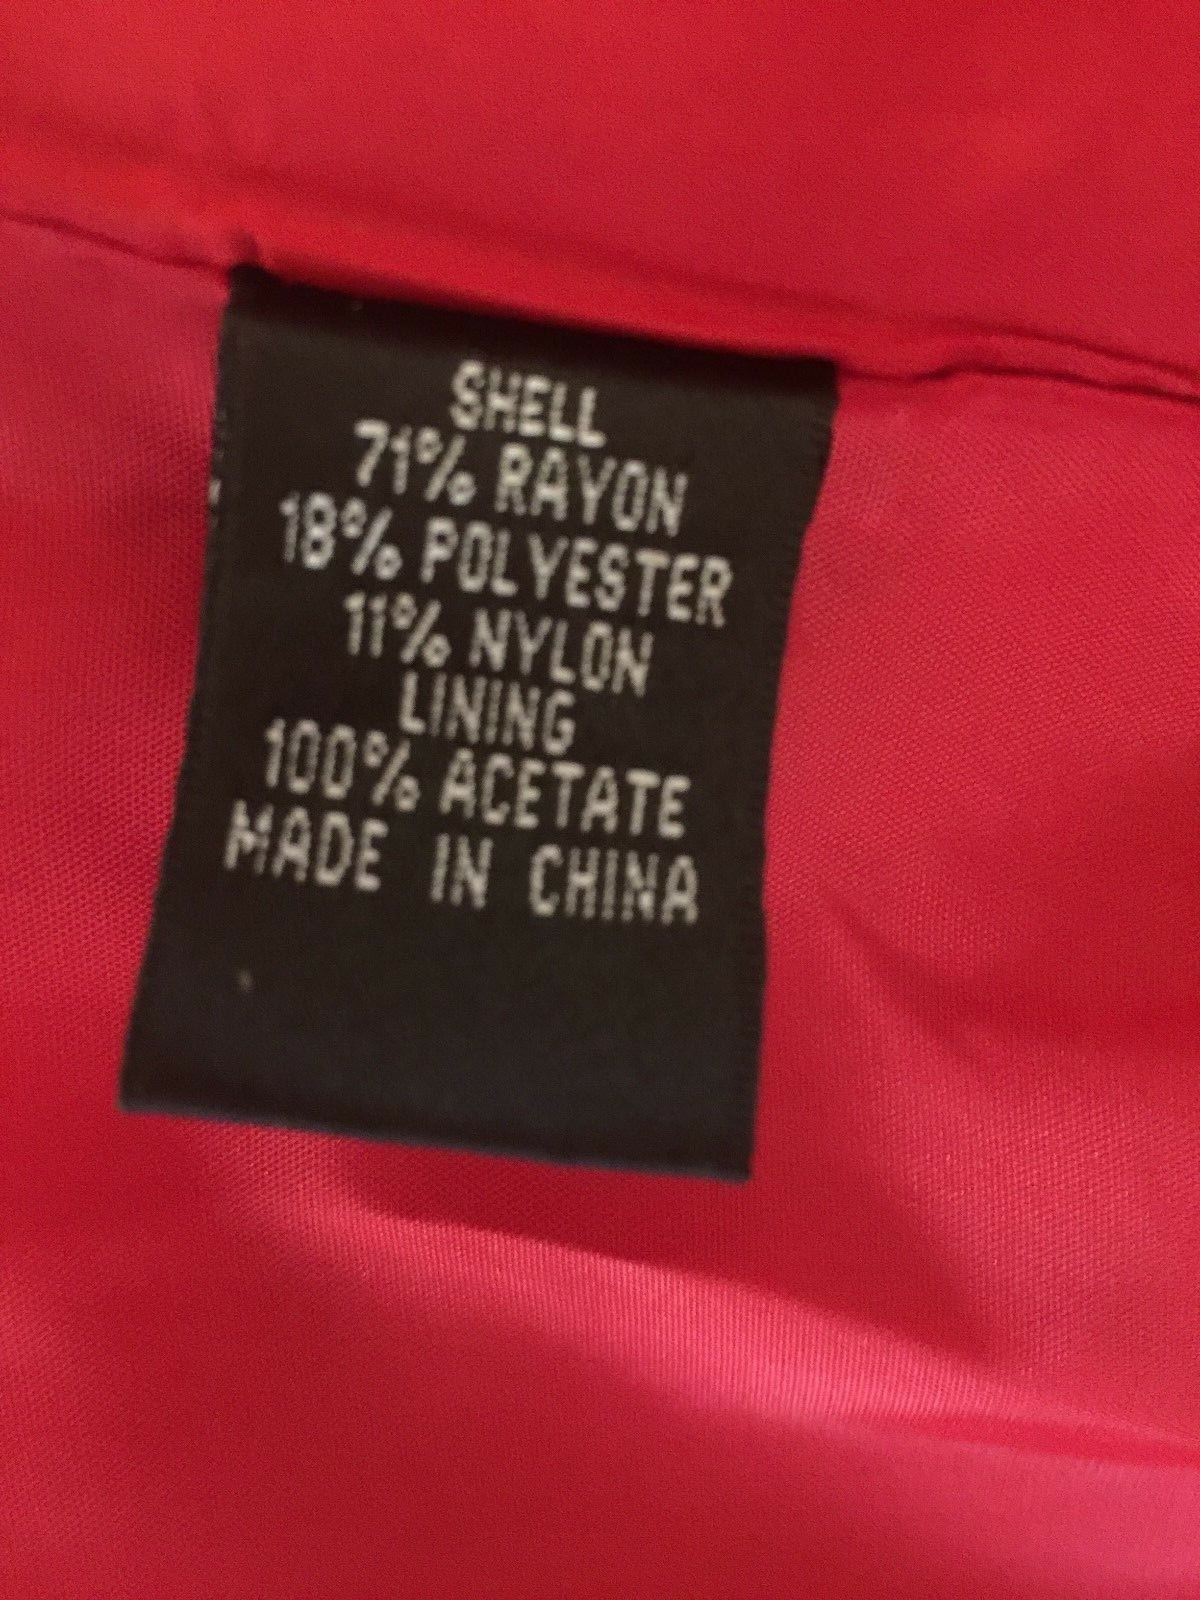 SHELL
71% RAYON
18% POLYESTER
11% NYLON
LINING
100% ACETATE
MADE IN CHINA